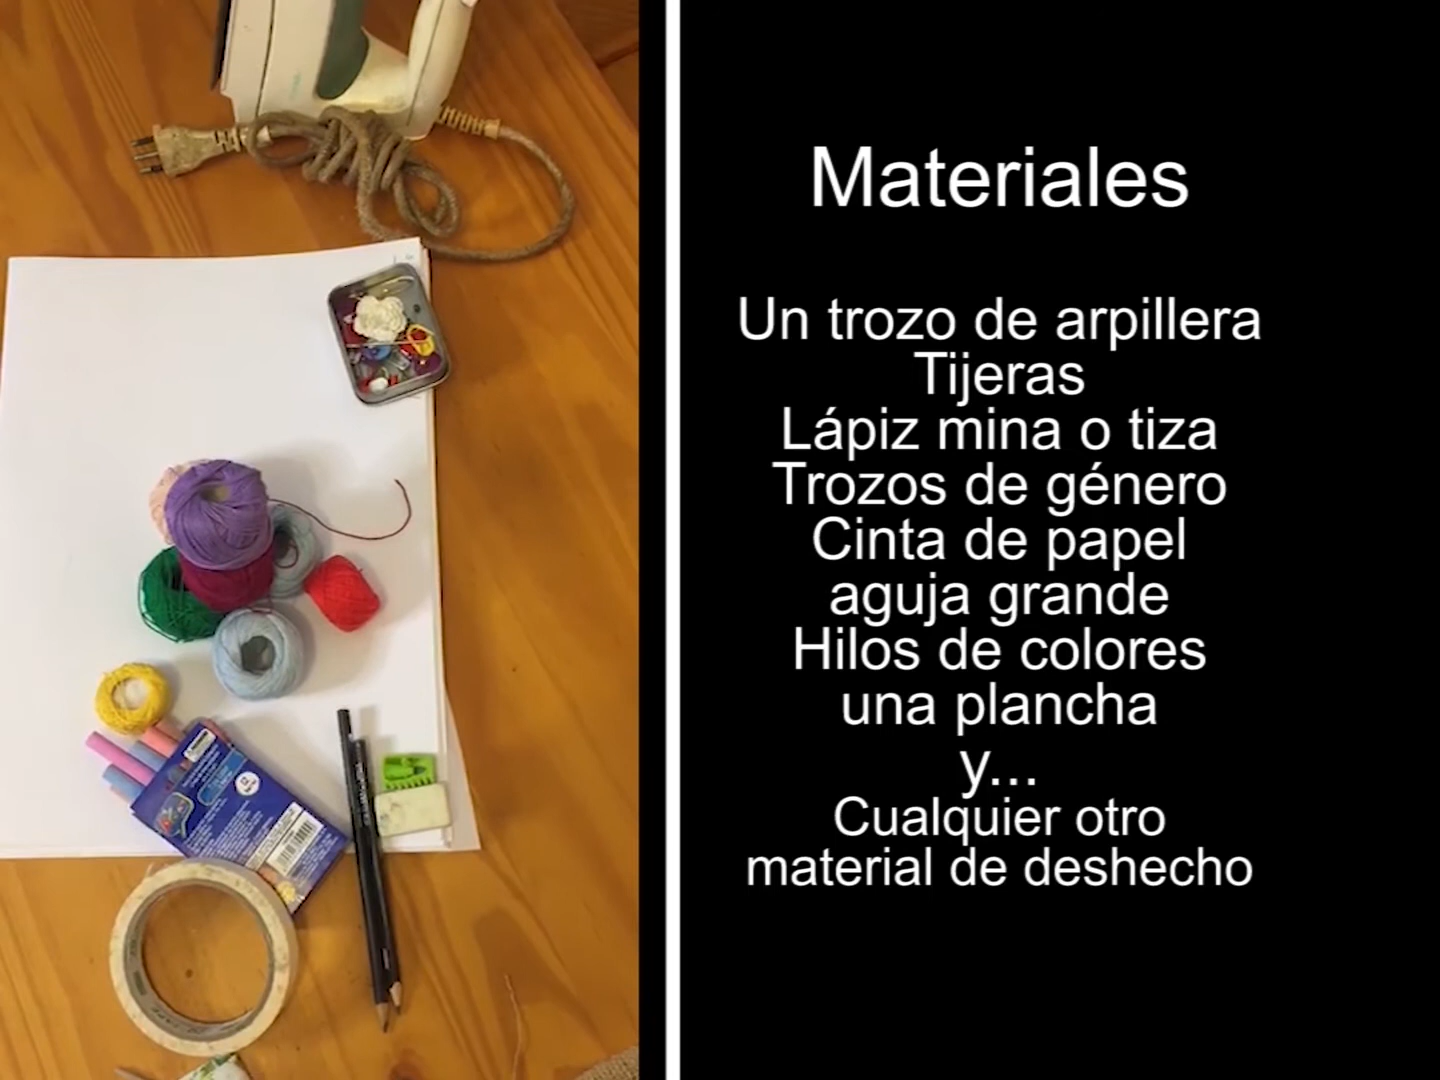 Materiales
Un trozo de arpillera
Tijeras
Lápiz mina o tiza
Trozos de género
Cinta de papel
aguja grande
Hilos de colores
una plancha
y...
Cualquier otro
material de deshecho